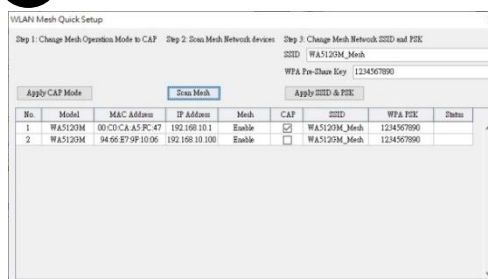 WLAN Mesh Quick Setup
Step 1: Change Mesh Operation Mode to CAP Step 2: Scan Mesh Network devices Step 3: Change Mesh Network SSID and PSK
SSID WA512GM_Mesh
WPA Pre-Share Key 1234567890
Apply CAP Mode Scan Mesh Apply SSID & PSK
No. Model MAC Address IP Address Mesh CAP SSID WPA PSK Status
1 WA512GM 00:C0:CA:A5:FC:47 192.168.10.1 Enable WA512GM_Mesh 1234567890
2 WA512GM 94:66:E7:9F:10:06 192.168.10.100 Enable WA512GM_Mesh 1234567890